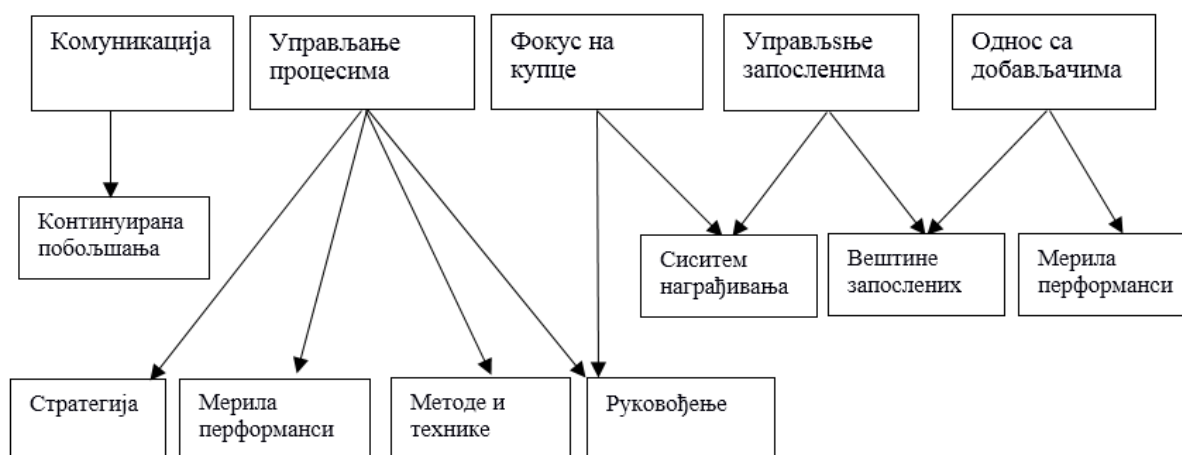 Комуникација
Управљање
процесима
Фокус на
купце
Управљѕње
запосленима
Однос са
добављачима
Континуирана
побољшања
Сиситем
награђивања
Вештине
запослених
Мерила
перформанси
Стратегија
Мерила
перформанси
Методе и
технике
Руковођење